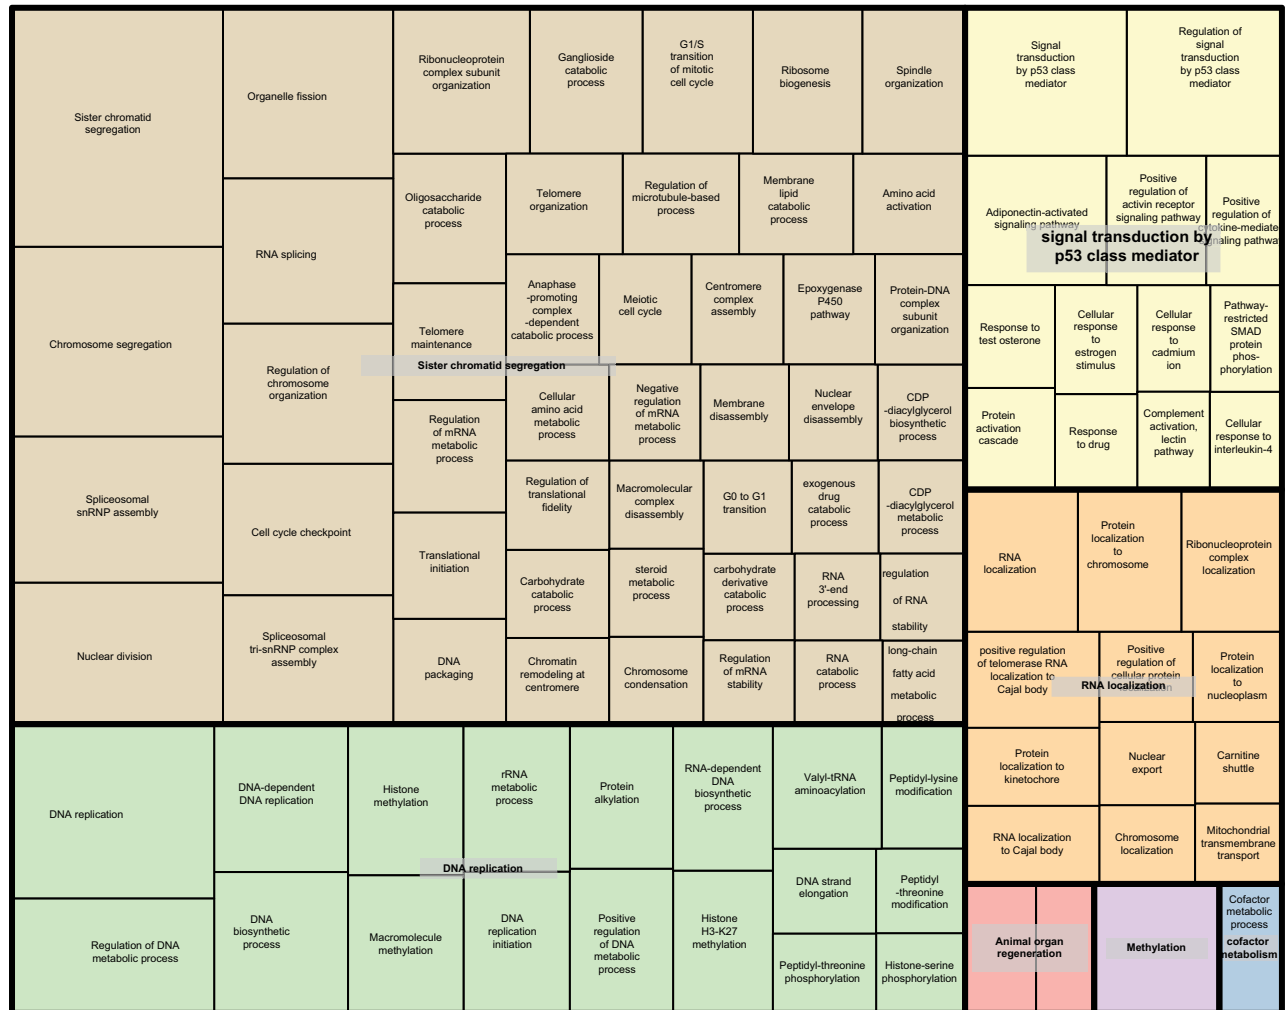 Sister chromatid
segregation
Chromosome segregation
Spliceosomal
snRNP assembly
Nuclear division
Organelle fission
RNA splicing
Regulation of
chromosome
organization
Cell cycle checkpoint
Spliceosomal
tri-snRNP complex
assembly
Ribonucleoprotein
complex subunit
organization
Ganglioside
catabolic
process
G1/S
transition
of mitotic
cell cycle
Ribosome
biogenesis
Spindle
organization
Oligosaccharide
catabolic
process
Telomere
organization
Regulation of
microtubule-based
process
Membrane
lipid
catabolic
process
Amino acid
activation
Telomere
maintenance
Anaphase
-promoting
complex
-dependent
catabolic process
Meiotic
cell cycle
Centromere
complex
assembly
Epoxygenase
P450
pathway
Protein-DNA
complex
subunit
organization
Sister chromatid segregation
Regulation
of mRNA
metabolic
process
Cellular
amino acid
metabolic
process
Negative
regulation
of mRNA
metabolic
process
Membrane
disassembly
Nuclear
envelope
disassembly
CDP
-diacylglycerol
biosynthetic
process
Regulation of
translational
fidelity
Macromolecular
complex
disassembly
G0 to G1
transition
exogenous
drug
catabolic
process
CDP
-diacylglycerol
metabolic
process
Translational
initiation
Carbohydrate
catabolic
process
steroid
metabolic
process
carbohydrate
derivative
catabolic
process
RNA
3'-end
processing
regulation
of RNA
stability
DNA
packaging
Chromatin
remodeling at
centromere
Chromosome
condensation
Regulation
of mRNA
stability
RNA
catabolic
process
long-chain
fatty acid
metabolic
process
Signal
transduction
by p53 class
mediator
Regulation of
signal
transduction
by p53 class
mediator
Adiponectin-activated
signaling pathway
Positive
regulation of
activin receptor
signaling pathway
Positive
regulation of
cytokine-mediate
signaling pathwa
signal transduction by
p53 class mediator
Response to
test osterone
Cellular
response
to
estrogen
stimulus
Cellular
response
to
cadmium
ion
Pathway-
restricted
SMAD
protein
phos-
phorylation
Protein
activation
cascade
Response
to drug
Complement
activation,
lectin
pathway
Cellular
response to
interleukin-4
RNA
localization
Protein
localization
to
chromosome
Ribonucleoprotein
complex
localization
positive regulation
of telomerase RNA
localization to
Cajal body
Positive
regulation of
cellular protein
Protein
localization
to
nucleoplasm
RNA localization
Protein
localization to
kinetochore
Nuclear
export
Carnitine
shuttle
RNA localization
to Cajal body
Chromosome
localization
Mitochondrial
transmembrane
transport
DNA replication
DNA-dependent
DNA replication
Histone
methylation
rRNA
metabolic
process
Protein
alkylation
RNA-dependent
DNA
biosynthetic
process
Valyl-tRNA
aminoacylation
Peptidyl-lysine
modification
DNA replication
DNA strand
elongation
Peptidyl
-threonine
modification
Regulation of DNA
metabolic process
DNA
biosynthetic
process
Macromolecule
methylation
DNA
replication
initiation
Positive
regulation
of DNA
metabolic
process
Histone
H3-K27
methylation
Peptidyl-threonine
phosphorylation
Histone-serine
phosphorylation
Animal organ
regeneration
Methylation
Cofactor
metabolic
process
cofactor
metabolism